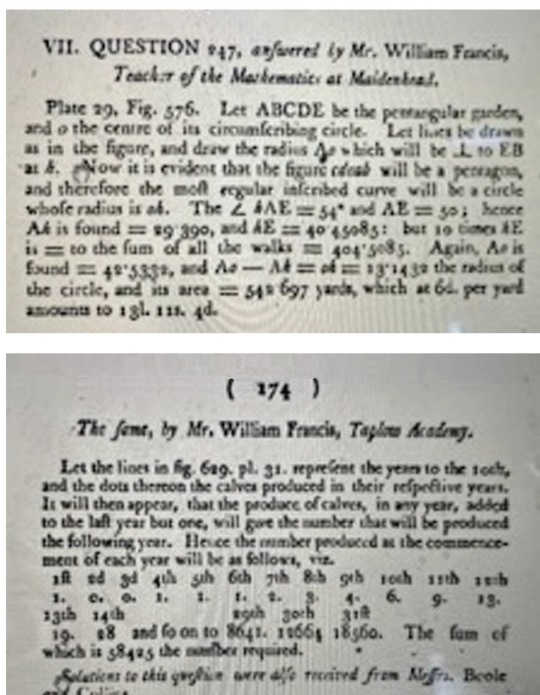 VII. QUESTION 247, anſwered by Mr. William Francis,
Teacher of the Mathematics at Maidenhead.
Plate 29, Fig. 576. Let ABCDE be the pentangular garden,
and o the centre of its circumſcribing circle. Let lines be drawn
as in the figure, and draw the radius Ao which will be ⊥ to EB
at k. Now it is evident that the figure cdeab will be a pentagon,
and therefore the moſt regular inſcribed curve will be a circle
whoſe radius is ok. The ∠ kAE = 54° and AE = 50; hence
Ak is found = 29·390, and kE = 40·45085: but 10 times kE
is = to the ſum of all the walks = 404·5085. Again, Ao is
found = 42·5332, and Ao — Ak = ok = 13·1432 the radius of
the circle, and its area = 542·697 yards, which at 6d. per yard
amounts to 13l. 11s. 4d.
( 174 )
The ſame, by Mr. William Francis, Taplow Academy.
Let the lines in fig. 629. pl. 31. repreſent the years to the 10th,
and the dots thereon the calves produced in their reſpective years.
It will then appear, that the produce of calves, in any year, added
to the laſt year but one, will give the number that will be produced
the following year. Hence the number produced at the commence-
ment of each year will be as follows, viz.
1ſt 2d 3d 4th 5th 6th 7th 8th 9th 10th 11th 12th
1. 0. 0. 1. 1. 1. 2. 3. 4. 6. 9. 13.
13th 14th 29th 30th 31ſt
19. 28 and ſo on to 8641. 12664 18560. The ſum of
which is 58425 the number required.
Solutions to this queſtion were alſo received from Meſſrs. Boole
and